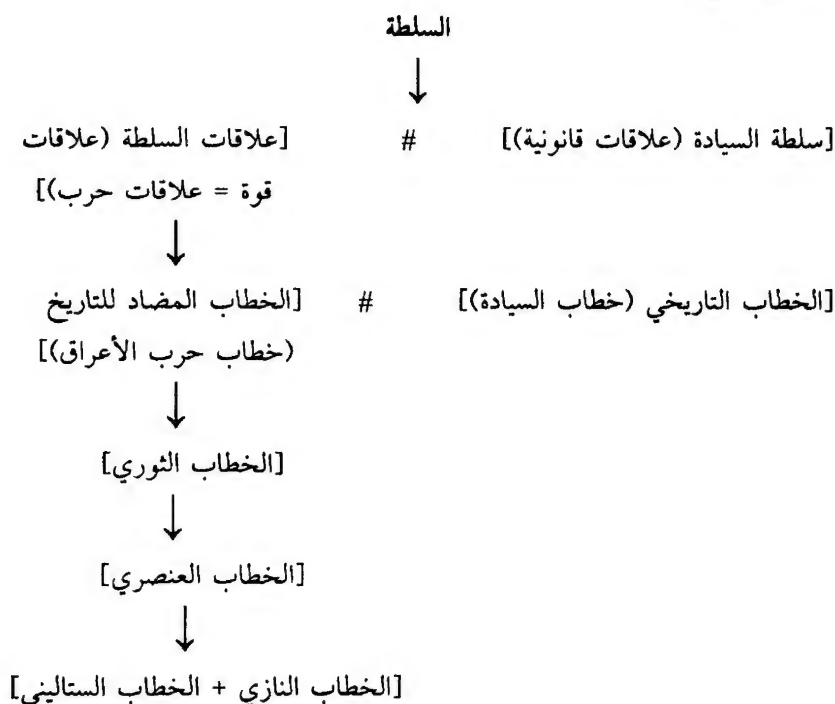 السلطة
[سلطة السيادة (علاقات قانونية)] # [علاقات السلطة (علاقات
قوة = علاقات حرب)]
[الخطاب التاريخي (خطاب السيادة)] # [الخطاب المضاد للتاريخ
(خطاب حرب الأعراق)]
[الخطاب الثوري]
[الخطاب العنصري]
[الخطاب النازي + الخطاب الستاليني]